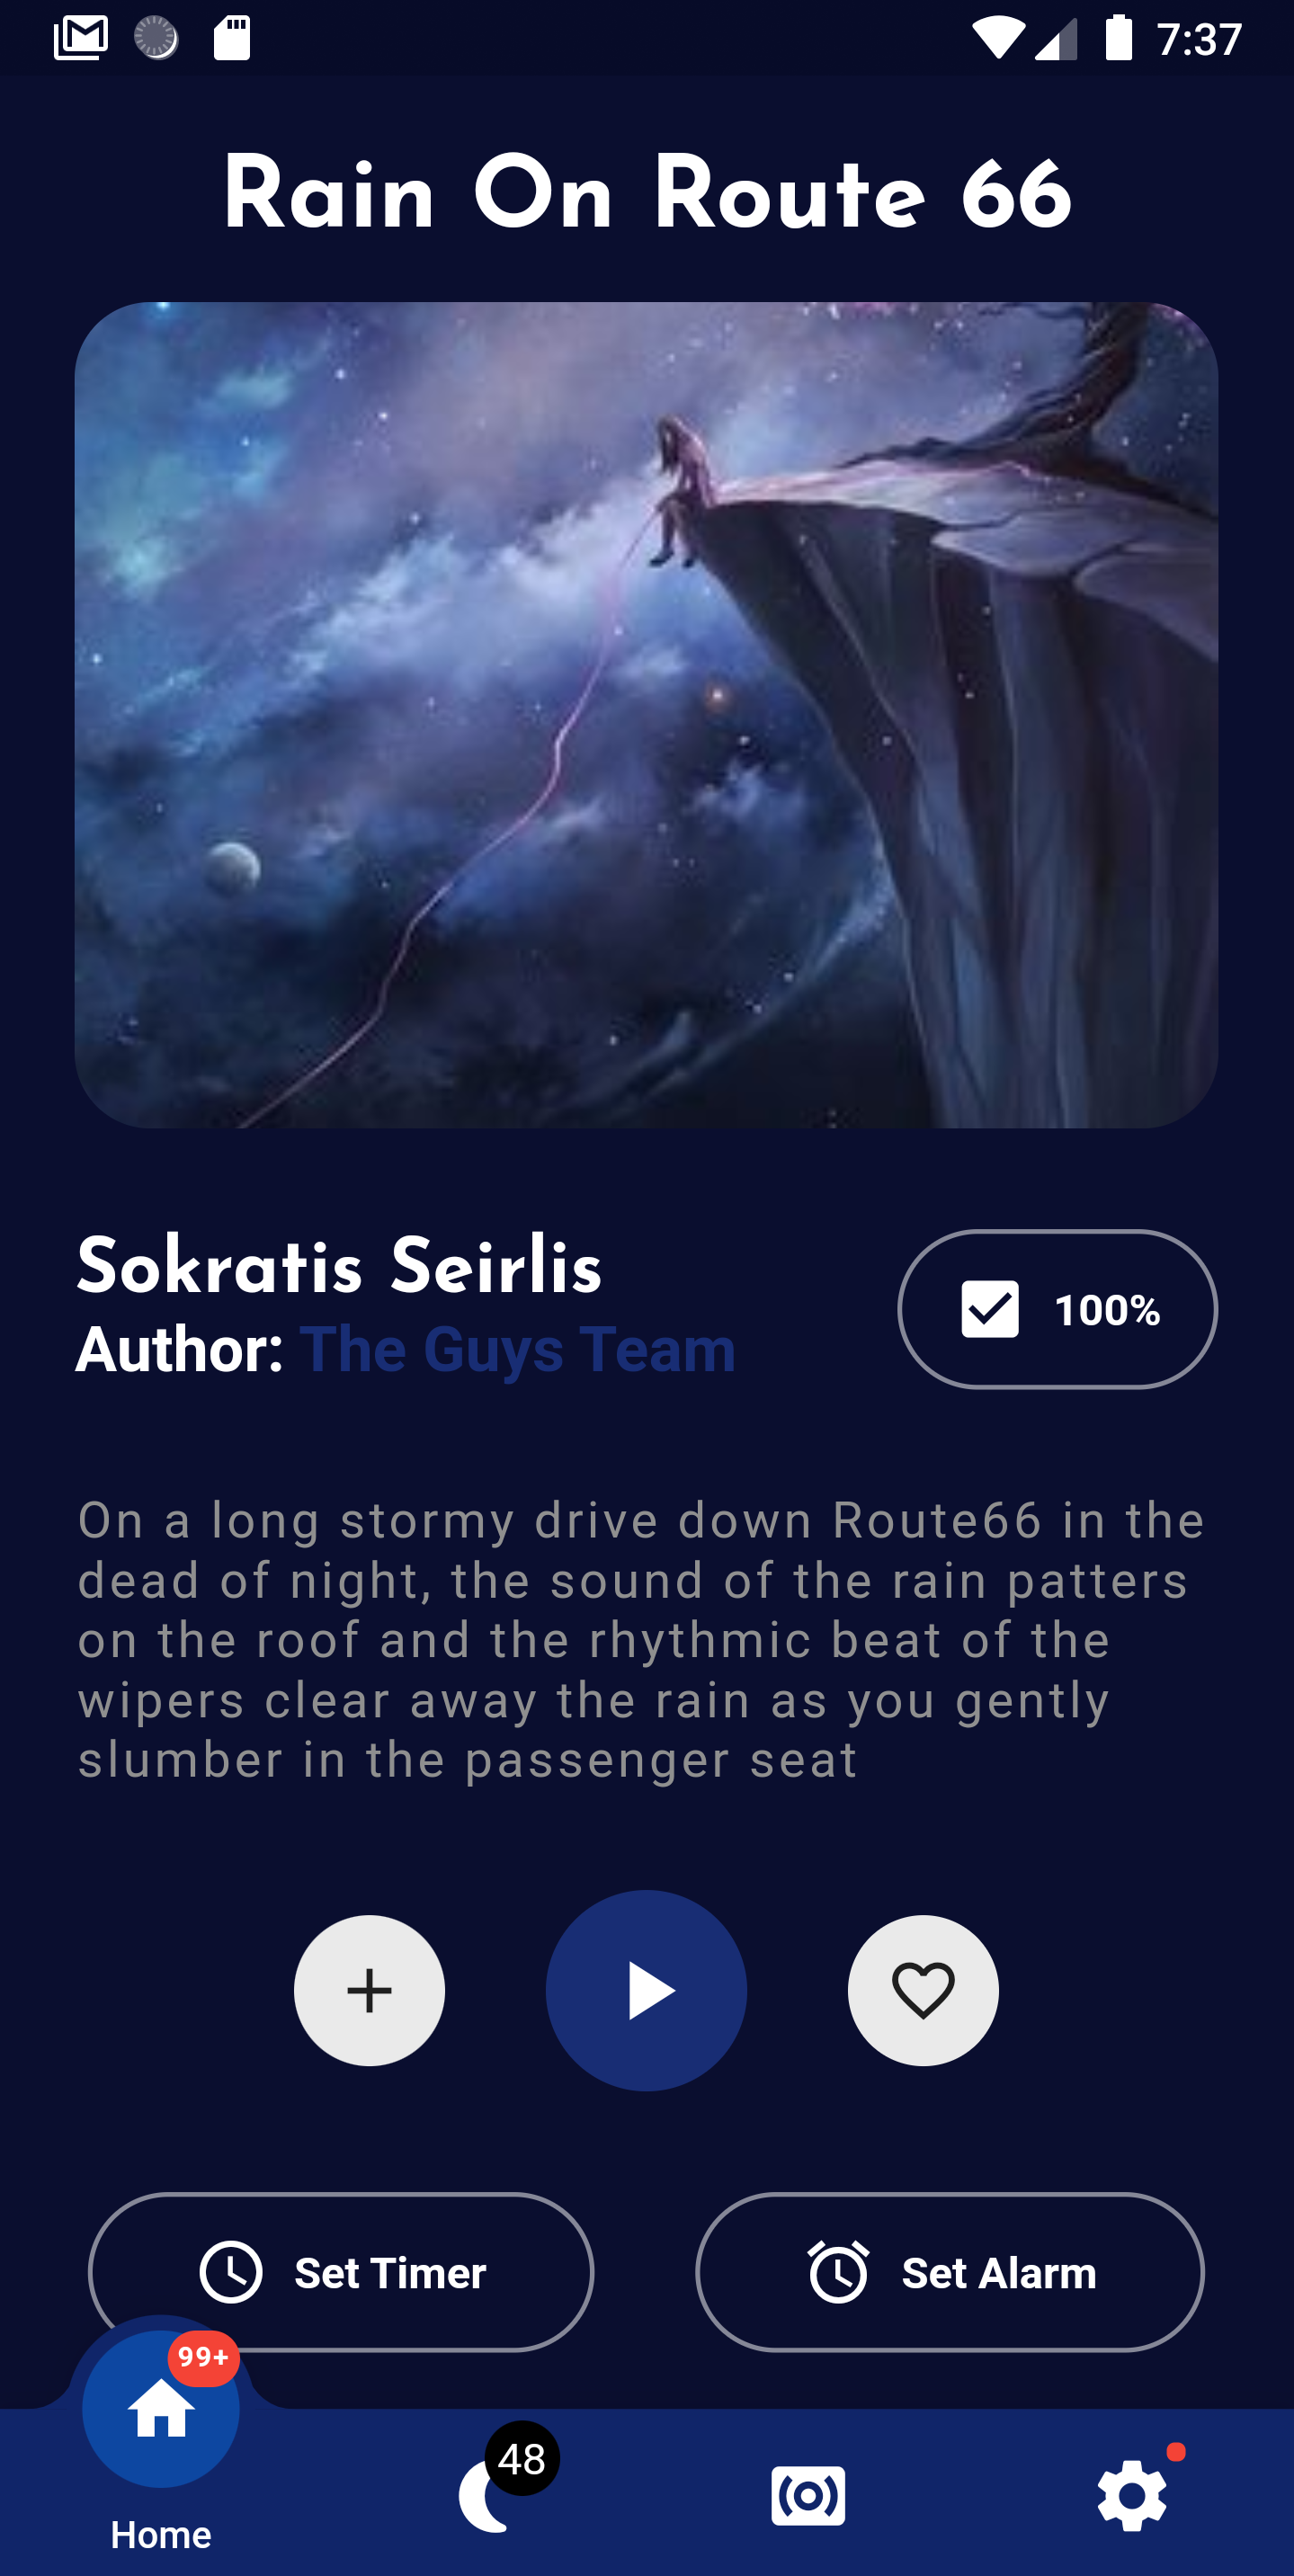 7:37
Rain On Route 66
Sokratis Seirlis
Author: The Guys Team
100%
On a long stormy drive down Route66 in the
dead of night, the sound of the rain patters
on the roof and the rhythmic beat of the
wipers clear away the rain as you gently
slumber in the passenger seat
Set Timer
Set Alarm
99+
48
Home